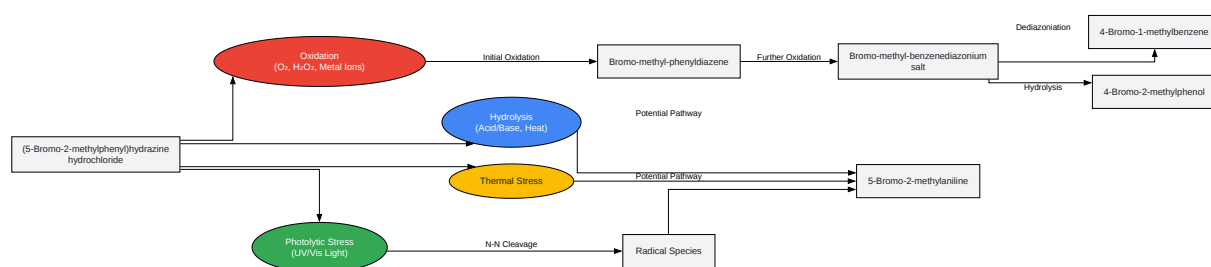 Oxidation
(O₂, H₂O₂, Metal Ions)
Initial Oxidation
Bromo-methyl-phenyldiazene
Further Oxidation
Bromo-methyl-benzenediazonium
salt
Dediazoniation
4-Bromo-1-methylbenzene
Hydrolysis
4-Bromo-2-methylphenol
(5-Bromo-2-methylphenyl)hydrazine
hydrochloride
Hydrolysis
(Acid/Base, Heat)
Potential Pathway
Thermal Stress
Potential Pathway
5-Bromo-2-methylaniline
Photolytic Stress
(UV/Vis Light)
N-N Cleavage
Radical Species